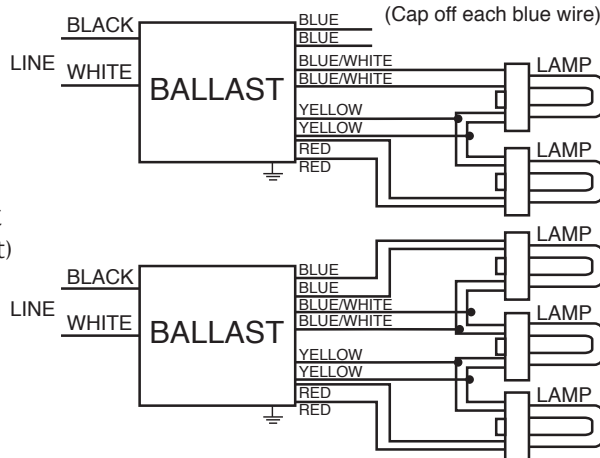 (Cap off each blue wire)
BLACK
LINE
WHITE
BALLAST
BLUE
BLUE
BLUE/WHITE
BLUE/WHITE
YELLOW
YELLOW
RED
RED
LAMP
LAMP
t)
BLACK
LINE
WHITE
BALLAST
BLUE
BLUE
BLUE/WHITE
BLUE/WHITE
YELLOW
YELLOW
RED
RED
LAMP
LAMP
LAMP